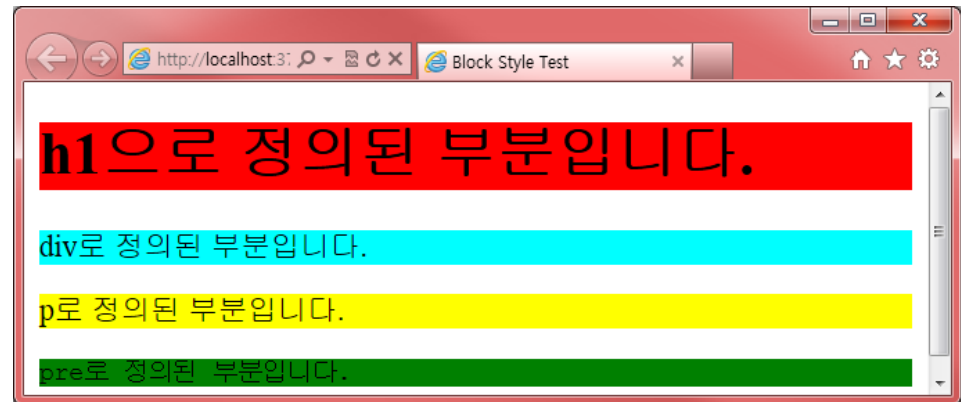 http://localhost:37
Block Style Test
h1으로 정의된 부분입니다.
div로 정의된 부분입니다.
p로 정의된 부분입니다.
pre로 정의된 부분입니다.